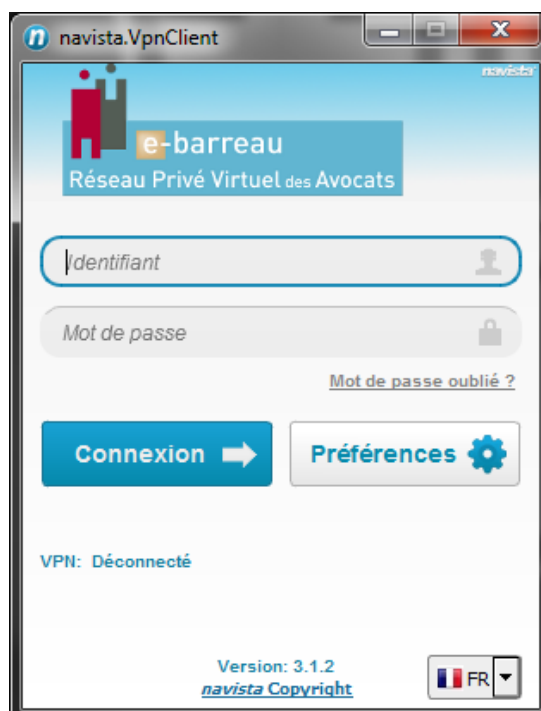 navista.VpnClient
navista
e-barreau
Réseau Privé Virtuel des Avocats
Identifiant
Mot de passe
Mot de passe oublié ?
Connexion
Préférences
VPN: Déconnecté
Version: 3.1.2
navista Copyright
FR